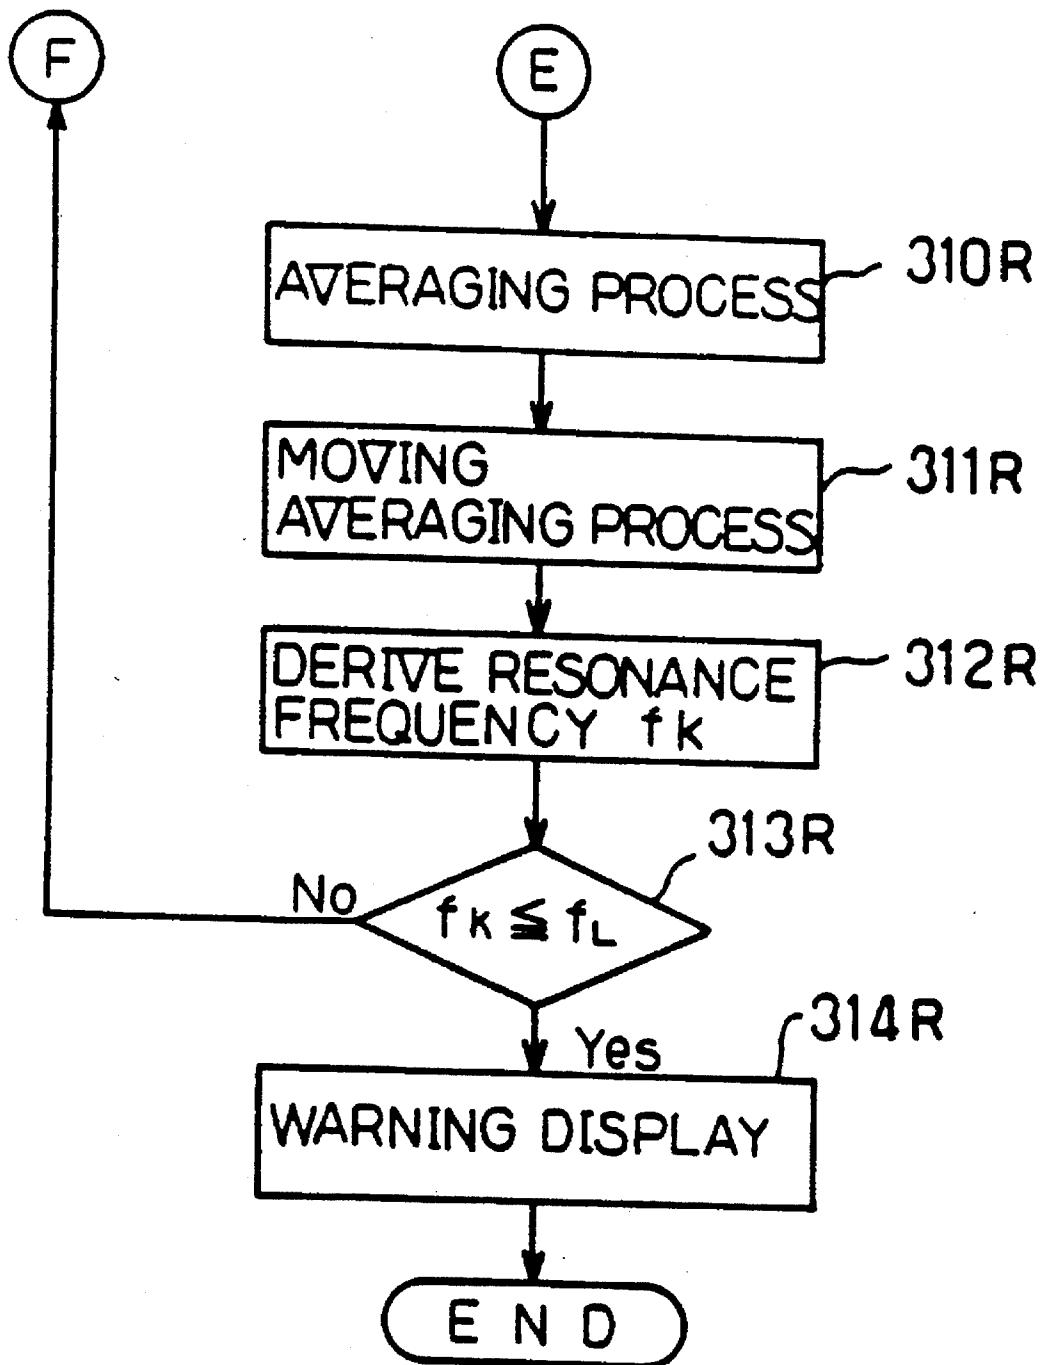 F
E
AVERAGING PROCESS
310R
MOVING
AVERAGING PROCESS
311R
DERIVE RESONANCE
FREQUENCY fK
312R
313R
No
fK ≦ fL
Yes
314R
WARNING DISPLAY
END